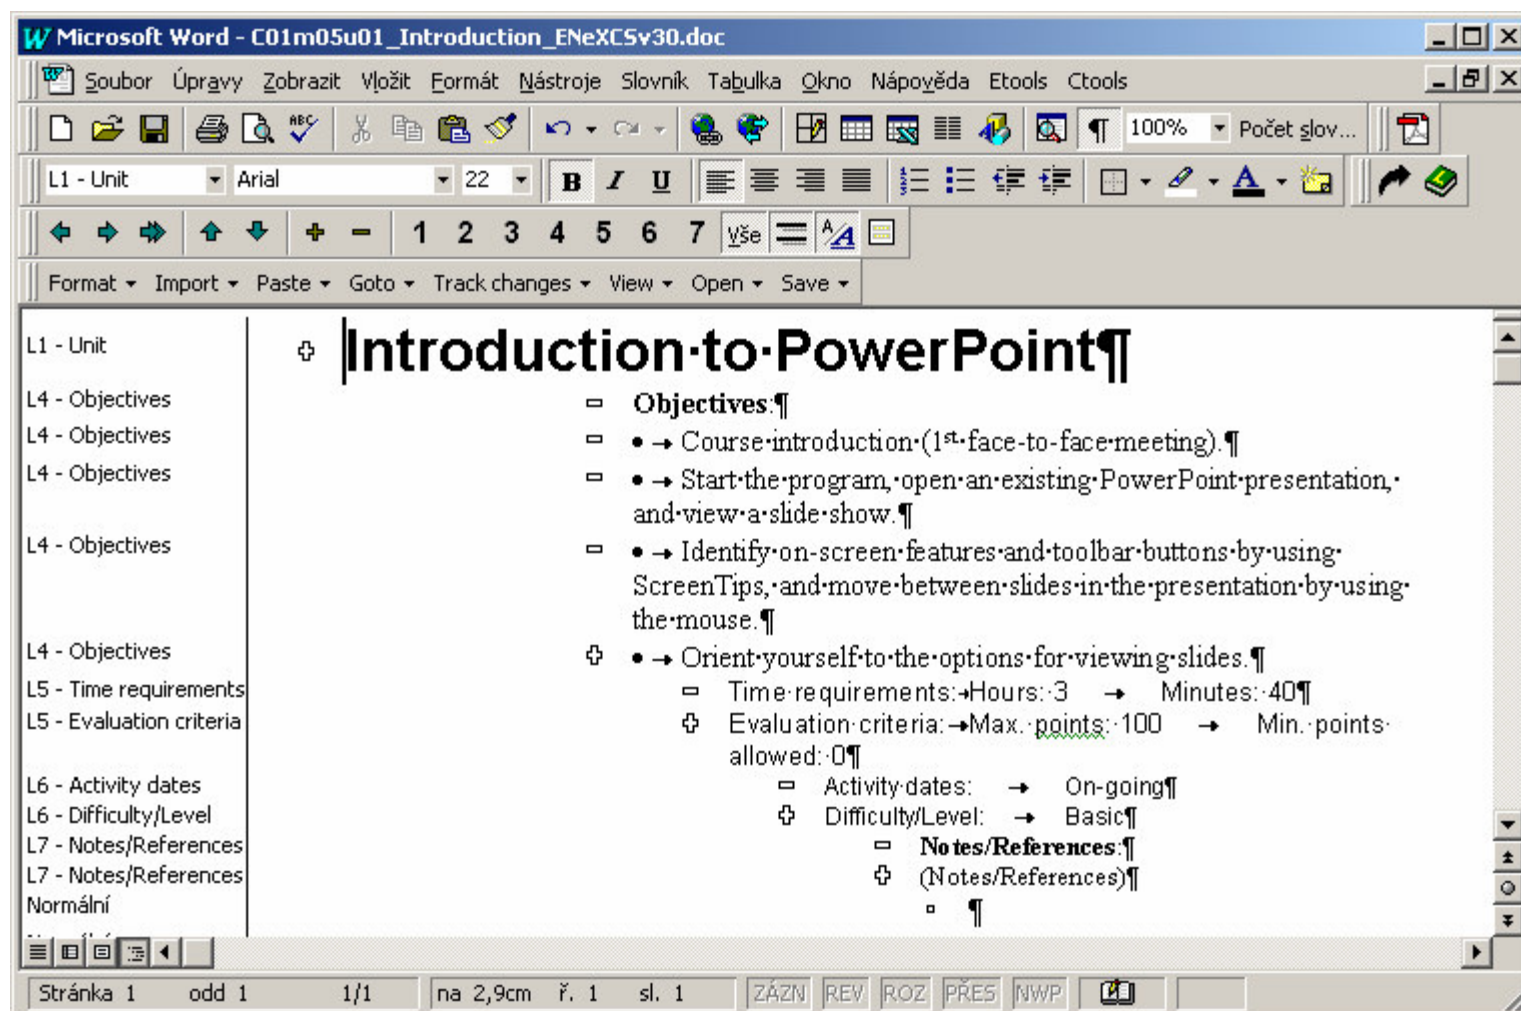 Microsoft Word - C01m05u01_Introduction_ENeXCSv30.doc
Soubor Úpravy Zobrazit Vložit Formát Nástroje Slovník Tabulka Okno Nápověda Etools Ctools
ABC 100% Počet slov...
L1 - Unit Arial 22 B I U
1 2 3 4 5 6 7 Vše A/A
Format Import Paste Goto Track changes View Open Save
L1 - Unit Introduction·to·PowerPoint¶
L4 - Objectives Objectives:¶
L4 - Objectives • → Course·introduction·(1st·face-to-face·meeting).¶
L4 - Objectives • → Start·the·program,·open·an·existing·PowerPoint·presentation,·
and·view·a·slide·show.¶
L4 - Objectives • → Identify·on-screen·features·and·toolbar·buttons·by·using·
ScreenTips,·and·move·between·slides·in·the·presentation·by·using·
the·mouse.¶
L4 - Objectives • → Orient·yourself·to·the·options·for·viewing·slides.¶
L5 - Time requirements Time·requirements:→Hours:·3 → Minutes:·40¶
L5 - Evaluation criteria Evaluation·criteria:→Max.·points:·100 → Min.·points·
allowed:·0¶
L6 - Activity dates Activity·dates: → On-going¶
L6 - Difficulty/Level Difficulty/Level: → Basic¶
L7 - Notes/References Notes/References:¶
L7 - Notes/References (Notes/References)¶
Normální ¶
Stránka 1 odd 1 1/1 na 2,9cm ř. 1 sl. 1 ZÁZN REV ROZ PŘES NWP